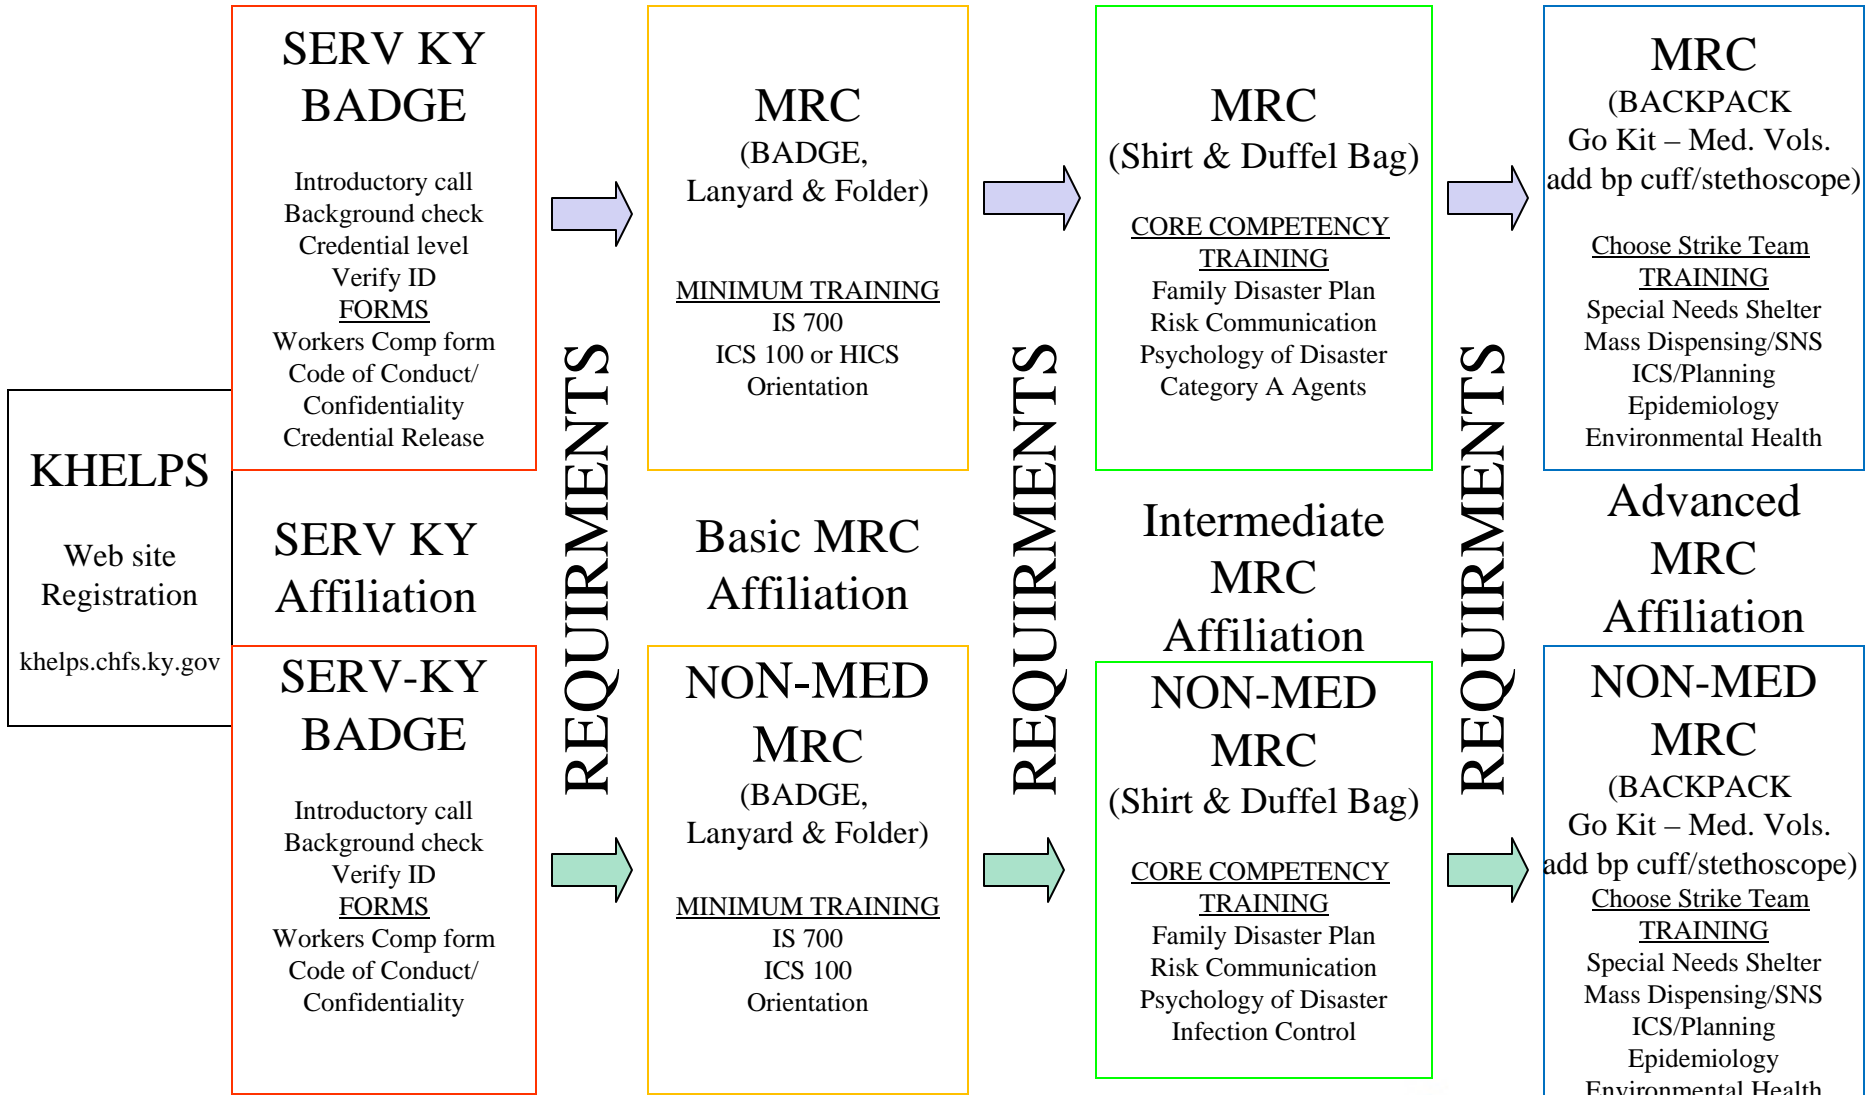 KHELPS
Web site
Registration
khelps.chfs.ky.gov
SERV KY
BADGE
Introductory call
Background check
Credential level
Verify ID
FORMS
Workers Comp form
Code of Conduct/
Confidentiality
Credential Release
SERV KY
Affiliation
SERV-KY
BADGE
Introductory call
Background check
Verify ID
FORMS
Workers Comp form
Code of Conduct/
Confidentiality
REQUIRMENTS
MRC
(BADGE,
Lanyard & Folder)
MINIMUM TRAINING
IS 700
ICS 100 or HICS
Orientation
Basic MRC
Affiliation
NON-MED
MRC
(BADGE,
Lanyard & Folder)
MINIMUM TRAINING
IS 700
ICS 100
Orientation
REQUIRMENTS
MRC
(Shirt & Duffel Bag)
CORE COMPETENCY
TRAINING
Family Disaster Plan
Risk Communication
Psychology of Disaster
Category A Agents
Intermediate
MRC
Affiliation
NON-MED
MRC
(Shirt & Duffel Bag)
CORE COMPETENCY
TRAINING
Family Disaster Plan
Risk Communication
Psychology of Disaster
Infection Control
REQUIRMENTS
MRC
(BACKPACK
Go Kit – Med. Vols.
add bp cuff/stethoscope)
Choose Strike Team
TRAINING
Special Needs Shelter
Mass Dispensing/SNS
ICS/Planning
Epidemiology
Environmental Health
Advanced
MRC
Affiliation
NON-MED
MRC
(BACKPACK
Go Kit – Med. Vols.
add bp cuff/stethoscope)
Choose Strike Team
TRAINING
Special Needs Shelter
Mass Dispensing/SNS
ICS/Planning
Epidemiology
Environmental Health